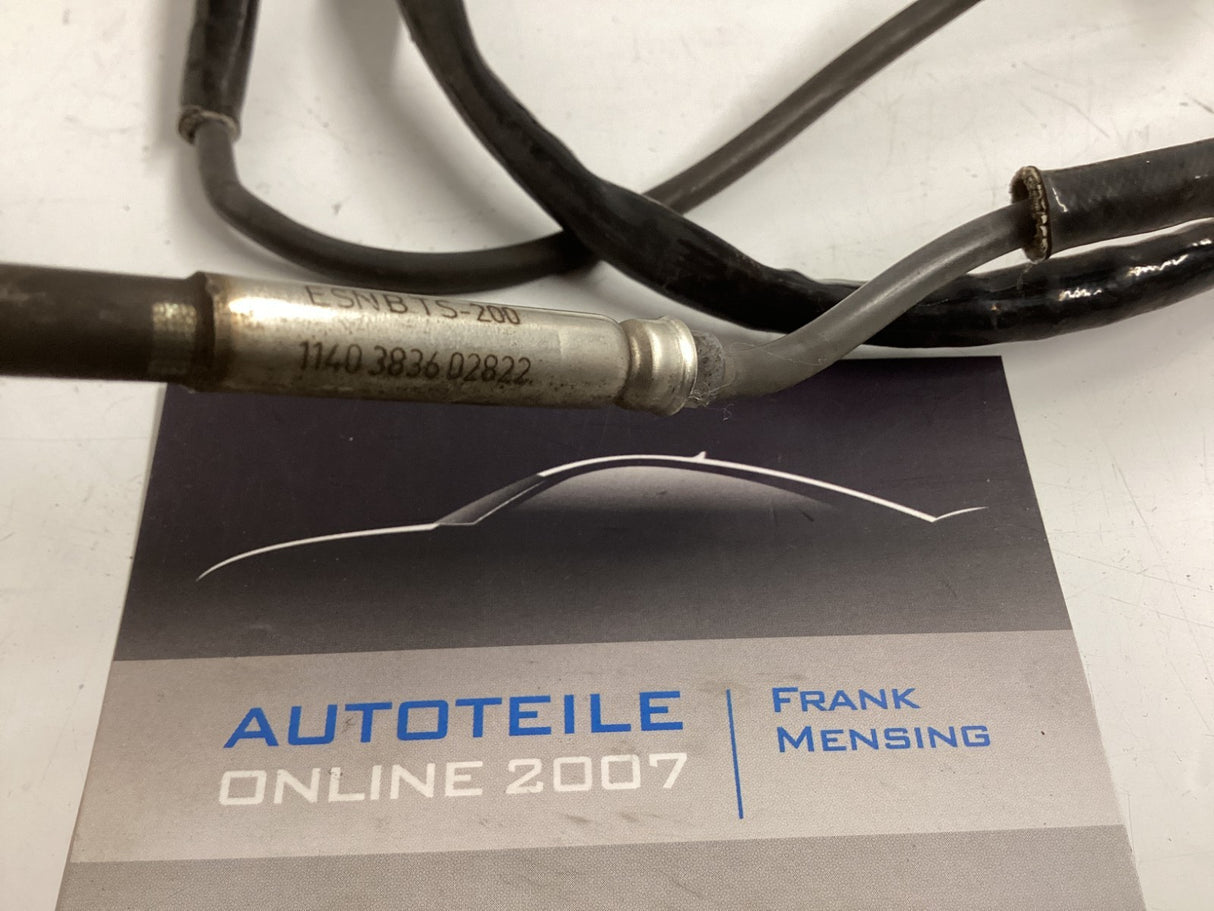 ESNBTS-200
1140 3836 02822
AUTOTEILE
ONLINE 2007
FRANK
MENSING